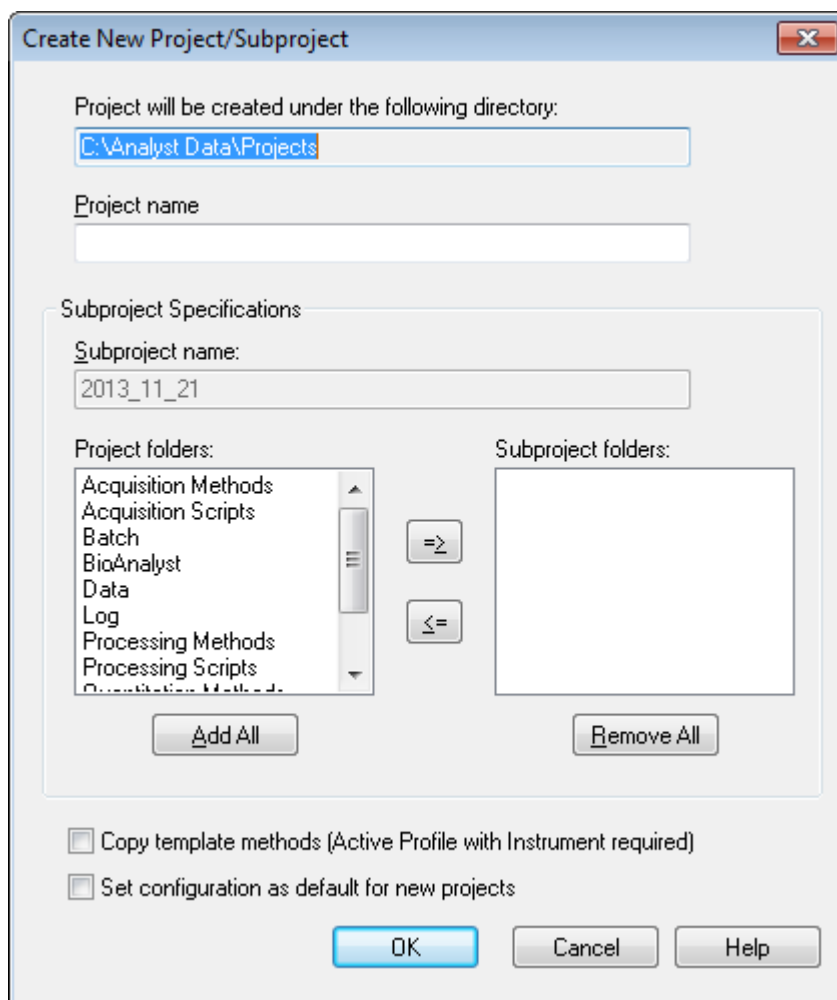 Create New Project/Subproject
Project will be created under the following directory:
C:\Analyst Data\Projects
Project name
Subproject Specifications
Subproject name:
2013_11_21
Project folders:
Subproject folders:
Acquisition Methods
Acquisition Scripts
Batch
BioAnalyst
Data
Log
Processing Methods
Processing Scripts
Quantitation Methods
=>
<=
Add All
Remove All
Copy template methods (Active Profile with Instrument required)
Set configuration as default for new projects
OK
Cancel
Help